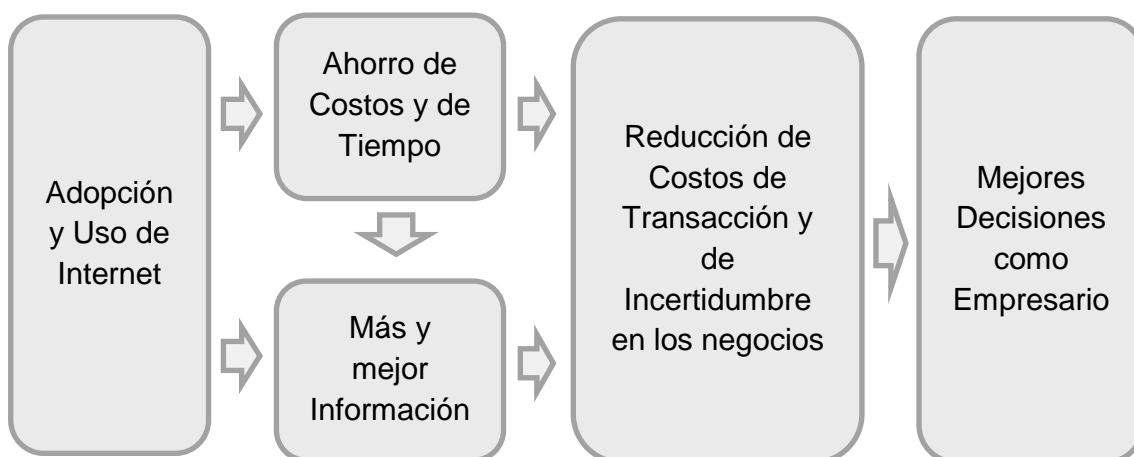 Adopción
y Uso de
Internet
Ahorro de
Costos y de
Tiempo
Más y
mejor
Información
Reducción de
Costos de
Transacción y
de
Incertidumbre
en los negocios
Mejores
Decisiones
como
Empresario